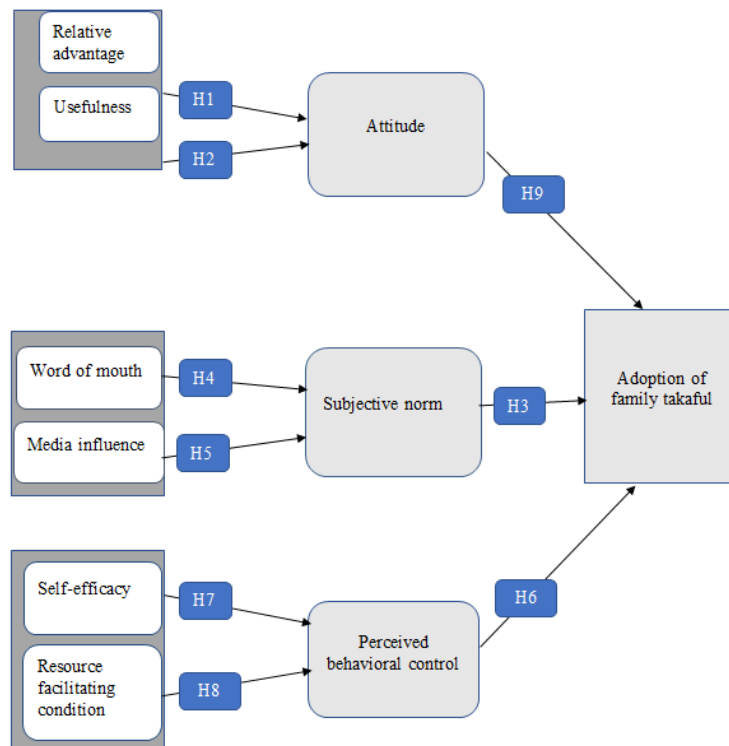 Relative
advantage
Usefulness
H1
H2
Attitude
H9
Word of mouth
Media influence
H4
H5
Subjective norm
H3
Adoption of
family takaful
Self-efficacy
Resource
facilitating
condition
H7
H8
Perceived
behavioral control
H6